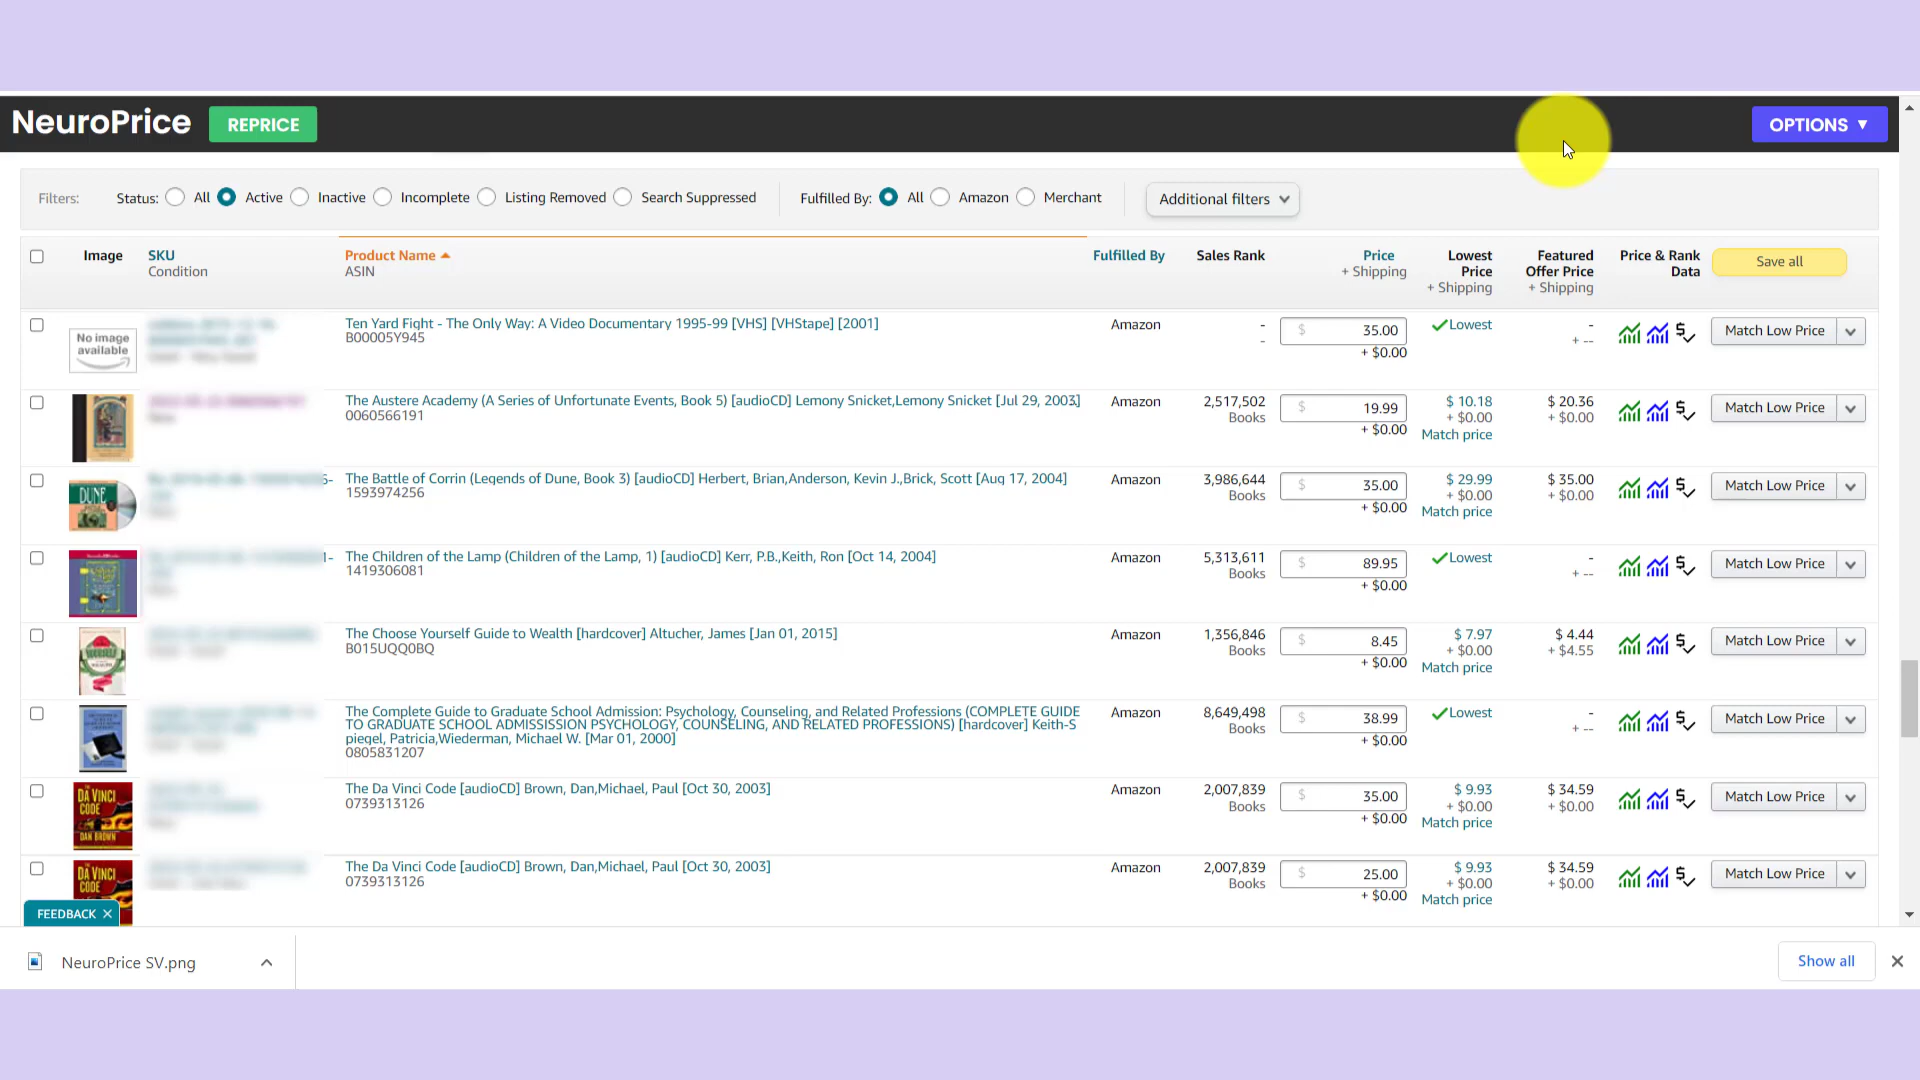 NeuroPrice REPRICE OPTIONS ▼
Filters: Status: All Active Inactive Incomplete Listing Removed Search Suppressed Fulfilled By: All Amazon Merchant Additional filters
Image SKU Product Name Fulfilled By Sales Rank Price Lowest Featured Price & Rank Save all
Condition ASIN + Shipping Price Offer Price Data
+ Shipping + Shipping
No image available
Ten Yard Fight - The Only Way: A Video Documentary 1995-99 [VHS] [VHStape] [2001] Amazon - $ 35.00 Lowest - Match Low Price
B00005Y945 - + $0.00 + --
The Austere Academy (A Series of Unfortunate Events, Book 5) [audioCD] Lemony Snicket,Lemony Snicket [Jul 29, 2003] Amazon 2,517,502 $ 19.99 $ 10.18 $ 20.36 Match Low Price
0060566191 Books + $0.00 + $0.00 + $0.00
Match price
DUNE
The Battle of Corrin (Legends of Dune, Book 3) [audioCD] Herbert, Brian,Anderson, Kevin J.,Brick, Scott [Aug 17, 2004] Amazon 3,986,644 $ 35.00 $ 29.99 $ 35.00 Match Low Price
1593974256 Books + $0.00 + $0.00 + $0.00
Match price
The Children of the Lamp (Children of the Lamp, 1) [audioCD] Kerr, P.B.,Keith, Ron [Oct 14, 2004] Amazon 5,313,611 $ 89.95 Lowest - Match Low Price
1419306081 Books + $0.00 + --
The Choose Yourself Guide to Wealth [hardcover] Altucher, James [Jan 01, 2015] Amazon 1,356,846 $ 8.45 $ 7.97 $ 4.44 Match Low Price
B015UQQ0BQ Books + $0.00 + $0.00 + $4.55
Match price
The Complete Guide to Graduate School Admission: Psychology, Counseling, and Related Professions (COMPLETE GUIDE Amazon 8,649,498 $ 38.99 Lowest - Match Low Price
TO GRADUATE SCHOOL ADMISSISSION PSYCHOLOGY, COUNSELING, AND RELATED PROFESSIONS) [hardcover] Keith-S Books + $0.00 + --
piegel, Patricia,Wiederman, Michael W. [Mar 01, 2000]
0805831207
DA VINCI CODE DAN BROWN
The Da Vinci Code [audioCD] Brown, Dan,Michael, Paul [Oct 30, 2003] Amazon 2,007,839 $ 35.00 $ 9.93 $ 34.59 Match Low Price
0739313126 Books + $0.00 + $0.00 + $0.00
Match price
DA VINCI CODE
The Da Vinci Code [audioCD] Brown, Dan,Michael, Paul [Oct 30, 2003] Amazon 2,007,839 $ 25.00 $ 9.93 $ 34.59 Match Low Price
0739313126 Books + $0.00 + $0.00 + $0.00
Match price
FEEDBACK ✕
NeuroPrice SV.png Show all